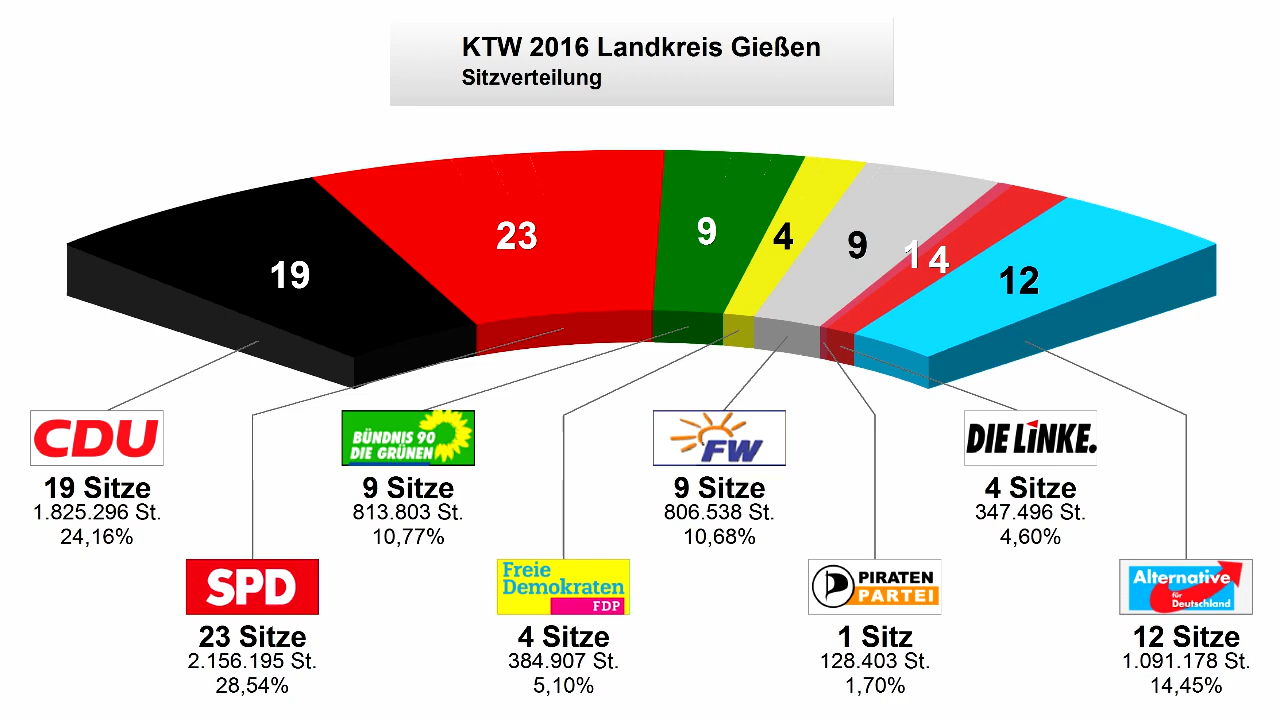 KTW 2016 Landkreis Gießen
Sitzverteilung
19
23
9
4
9
1
4
12
CDU
19 Sitze
1.825.296 St.
24,16%
SPD
23 Sitze
2.156.195 St.
28,54%
BÜNDNIS 90
DIE GRÜNEN
9 Sitze
813.803 St.
10,77%
Freie
Demokraten
FDP
4 Sitze
384.907 St.
5,10%
FW
9 Sitze
806.538 St.
10,68%
PIRATEN
PARTEI
1 Sitz
128.403 St.
1,70%
DIE LiNKE.
4 Sitze
347.496 St.
4,60%
Alternative
für
Deutschland
12 Sitze
1.091.178 St.
14,45%